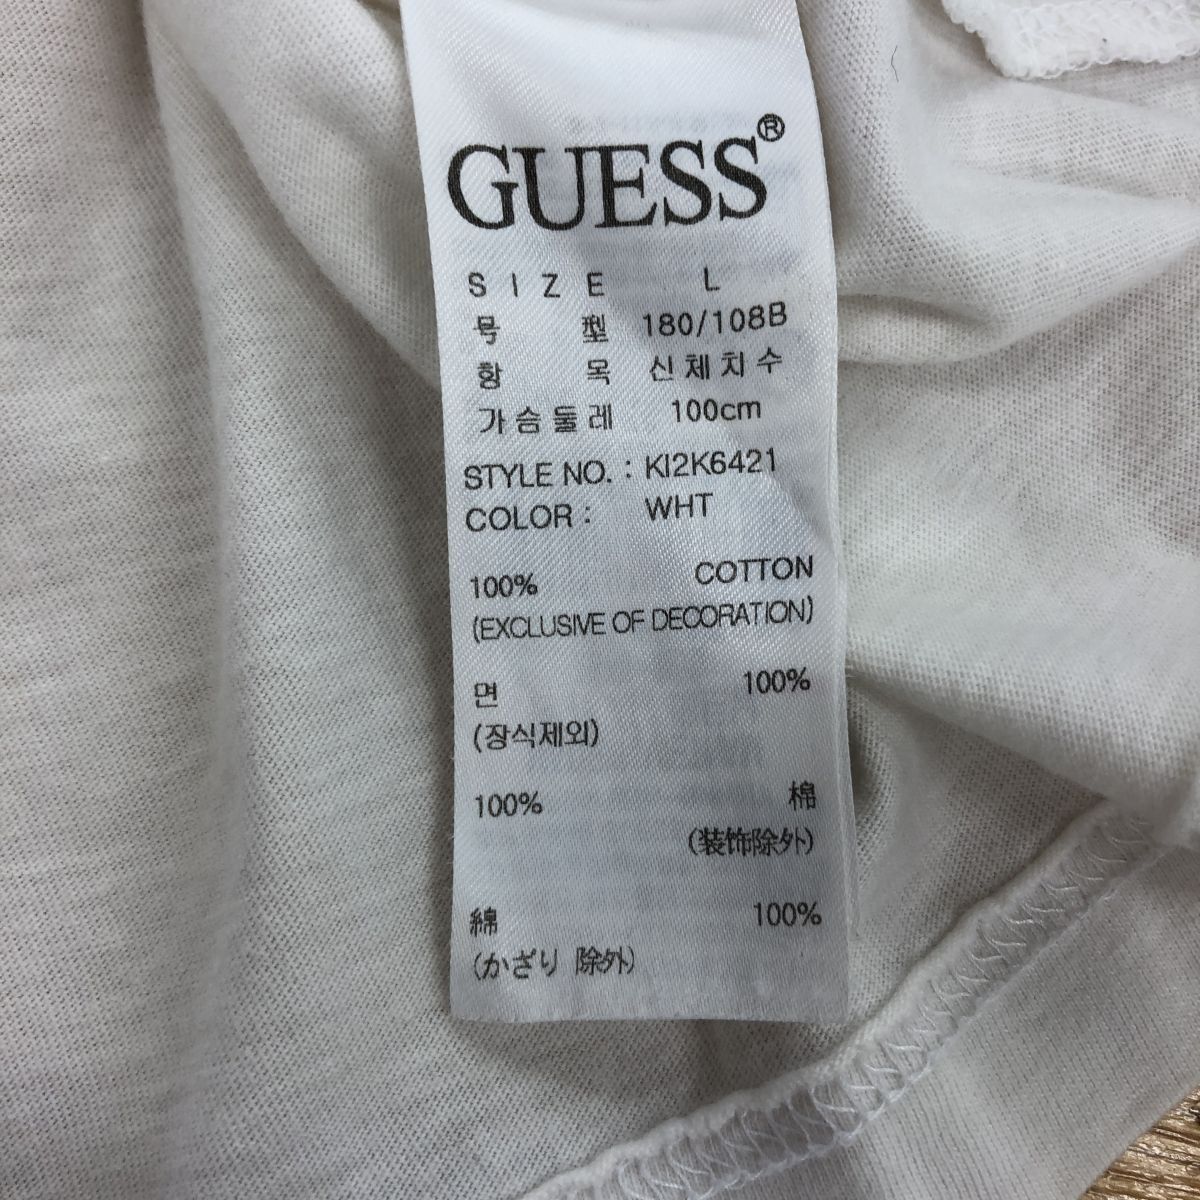 GUESS®
SIZE L
号 型 180/108B
항 목 신체치수
가슴둘레 100cm
STYLE NO. : KI2K6421
COLOR : WHT
100% COTTON
(EXCLUSIVE OF DECORATION)
면 100%
(장식제외)
100% 棉
(装饰除外)
綿 100%
(かざり 除外)